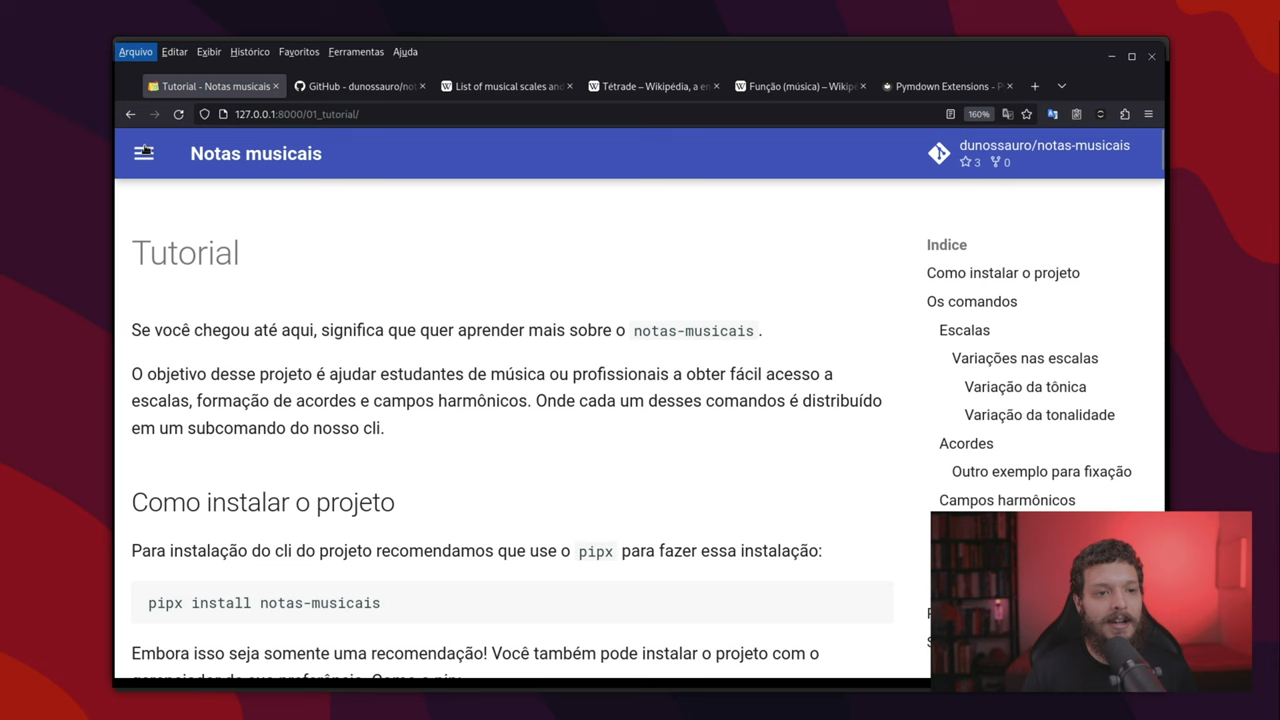 Arquivo Editar Exibir Histórico Favoritos Ferramentas Ajuda
Tutorial - Notas musicais
GitHub - dunossauro/not
List of musical scales and
Tétrade – Wikipédia, a en
Função (música) – Wikip
Pymdown Extensions - P
127.0.0.1:8000/01_tutorial/
160%
Notas musicais
dunossauro/notas-musicais
3 0
Tutorial
Se você chegou até aqui, significa que quer aprender mais sobre o notas-musicais.
O objetivo desse projeto é ajudar estudantes de música ou profissionais a obter fácil acesso a
escalas, formação de acordes e campos harmônicos. Onde cada um desses comandos é distribuído
em um subcomando do nosso cli.
Como instalar o projeto
Para instalação do cli do projeto recomendamos que use o pipx para fazer essa instalação:
pipx install notas-musicais
Embora isso seja somente uma recomendação! Você também pode instalar o projeto com o
Indice
Como instalar o projeto
Os comandos
Escalas
Variações nas escalas
Variação da tônica
Variação da tonalidade
Acordes
Outro exemplo para fixação
Campos harmônicos